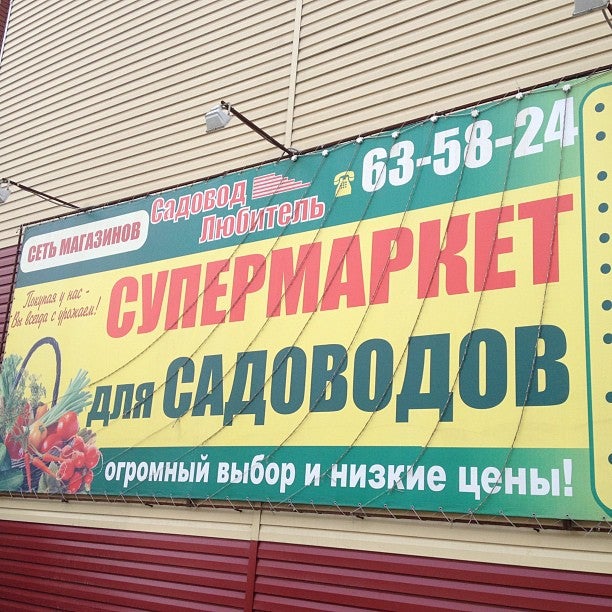 СЕТЬ МАГАЗИНОВ
Садовод
Любитель
63-58-24
Покупая у нас -
Вы всегда с урожаем!
СУПЕРМАРКЕТ
для САДОВОДОВ
огромный выбор и низкие цены!